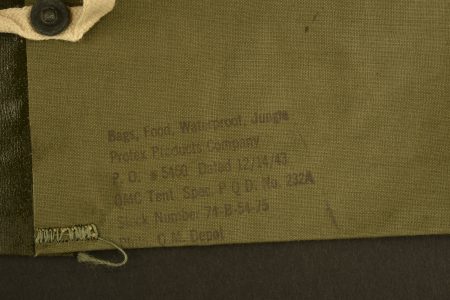 Bags, Food, Waterproof, Jungle
Protex Products Company
P. O. # 5450 Dated 12/14/43
QMC Tent. Spec. P Q D. No. 232A
Stock Number 74-B-54-75
Q.M. Depot